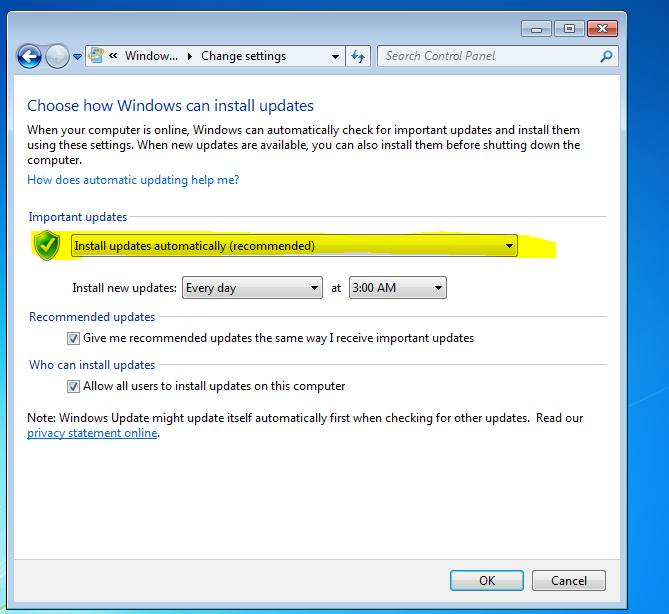 « Window... ▸ Change settings
Search Control Panel
Choose how Windows can install updates
When your computer is online, Windows can automatically check for important updates and install them
using these settings. When new updates are available, you can also install them before shutting down the
computer.
How does automatic updating help me?
Important updates
Install updates automatically (recommended)
Install new updates: Every day at 3:00 AM
Recommended updates
Give me recommended updates the same way I receive important updates
Who can install updates
Allow all users to install updates on this computer
Note: Windows Update might update itself automatically first when checking for other updates. Read our
privacy statement online.
OK Cancel